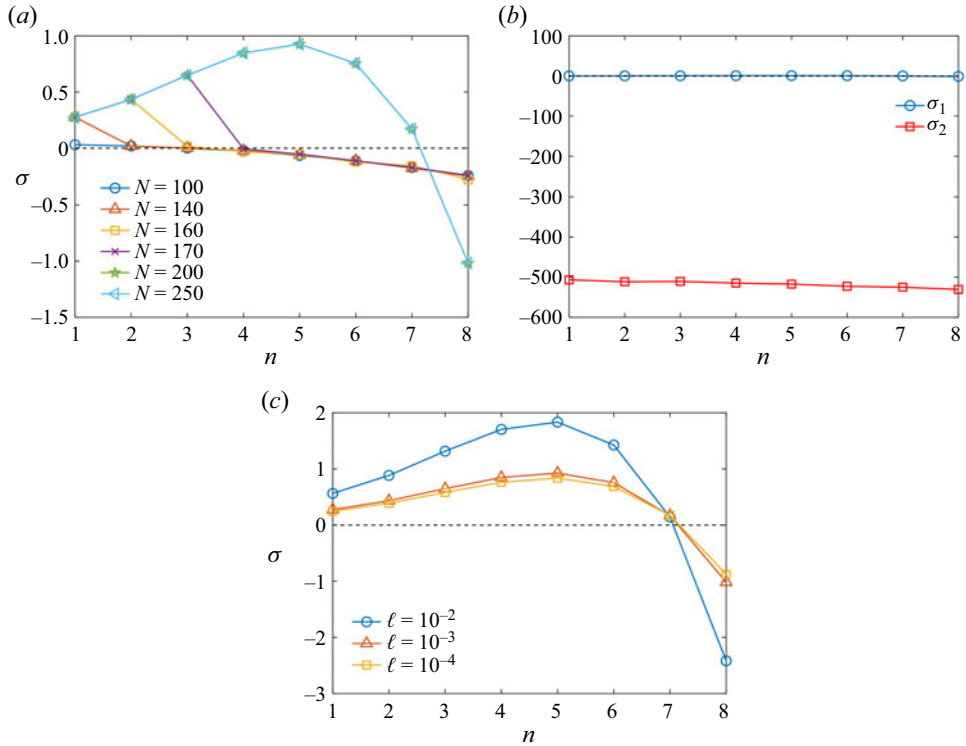 (a)
1.0
0.5
0
–0.5
–1.0
–1.5
σ
N = 100
N = 140
N = 160
N = 170
N = 200
N = 250
1 2 3 4 5 6 7 8
n
(b)
100
0
–100
–200
–300
–400
–500
–600
σ1
σ2
1 2 3 4 5 6 7 8
n
(c)
2
1
0
–1
–2
–3
σ
ℓ = 10–2
ℓ = 10–3
ℓ = 10–4
1 2 3 4 5 6 7 8
n